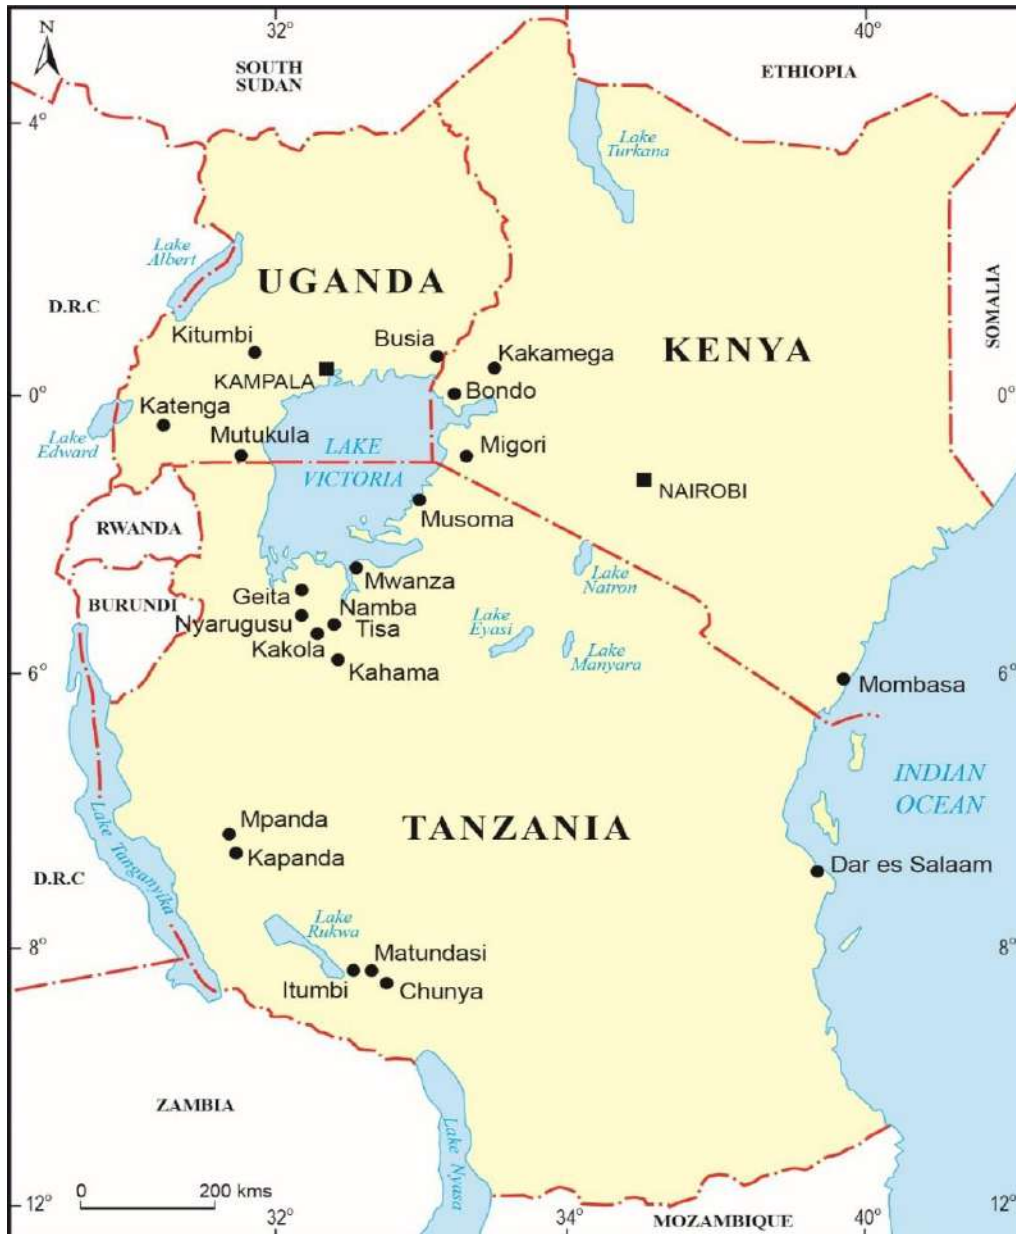 N
32°
40°
SOUTH
SUDAN
ETHIOPIA
4°
Lake
Turkana
Lake
Albert
UGANDA
D.R.C
SOMALIA
Kitumbi
Busia
KENYA
Kakamega
KAMPALA
0°
Bondo
0°
Katenga
Lake
Edward
Mutukula
LAKE
VICTORIA
Migori
NAIROBI
RWANDA
Musoma
Mwanza
Lake
Natron
BURUNDI
Geita
Namba
Tisa
Nyarugusu
Lake
Eyasi
Kakola
Lake
Manyara
Kahama
6°
6°
Mombasa
INDIAN
OCEAN
Mpanda
TANZANIA
Kapanda
Lake Tanganyika
Dar es Salaam
D.R.C
Lake
Rukwa
8°
8°
Matundasi
Itumbi
Chunya
ZAMBIA
Lake Nyasa
0
200 kms
12°
12°
32°
34°
MOZAMBIQUE
40°